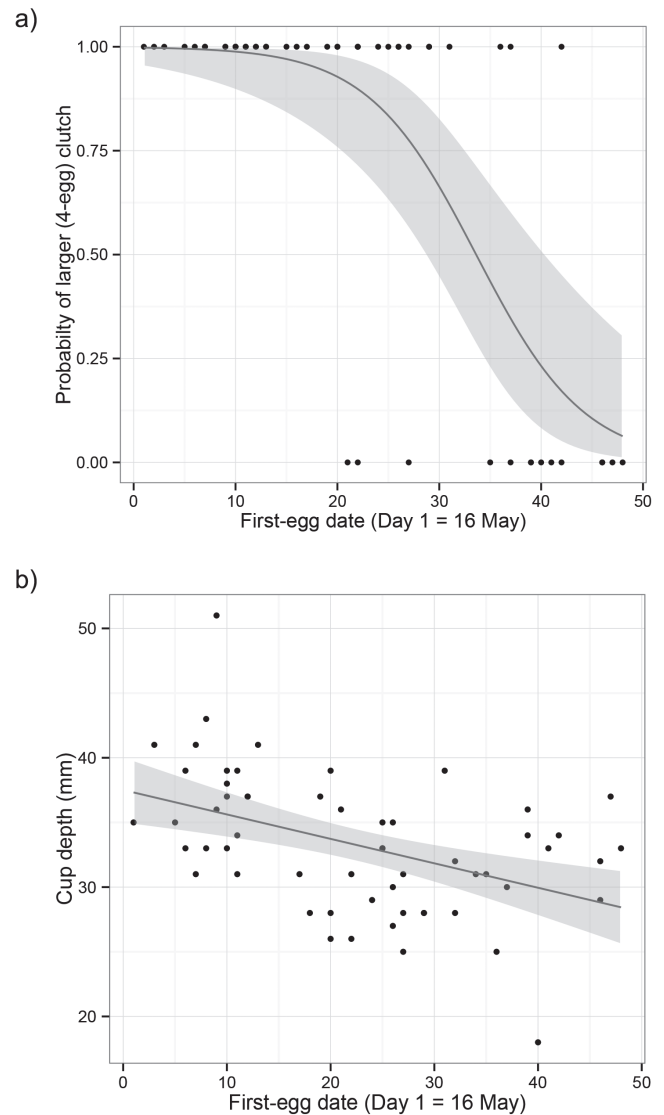 a)
Probabilty of larger (4-egg) clutch
1.00
0.75
0.50
0.25
0.00
0 10 20 30 40 50
First-egg date (Day 1 = 16 May)
b)
Cup depth (mm)
50
40
30
20
0 10 20 30 40 50
First-egg date (Day 1 = 16 May)